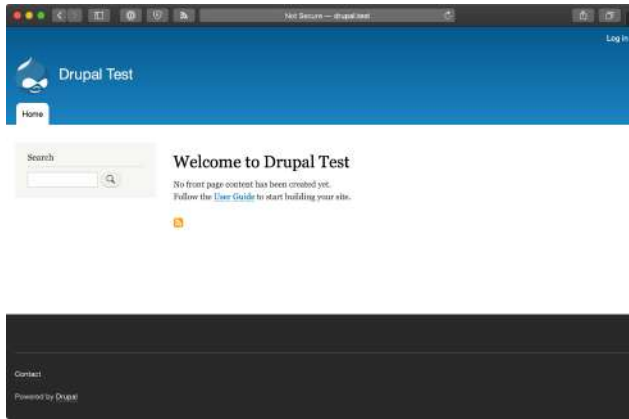 Not Secure — drupal.test
Log in
Drupal Test
Home
Search
Welcome to Drupal Test
No front page content has been created yet.
Follow the User Guide to start building your site.
Contact
Powered by Drupal